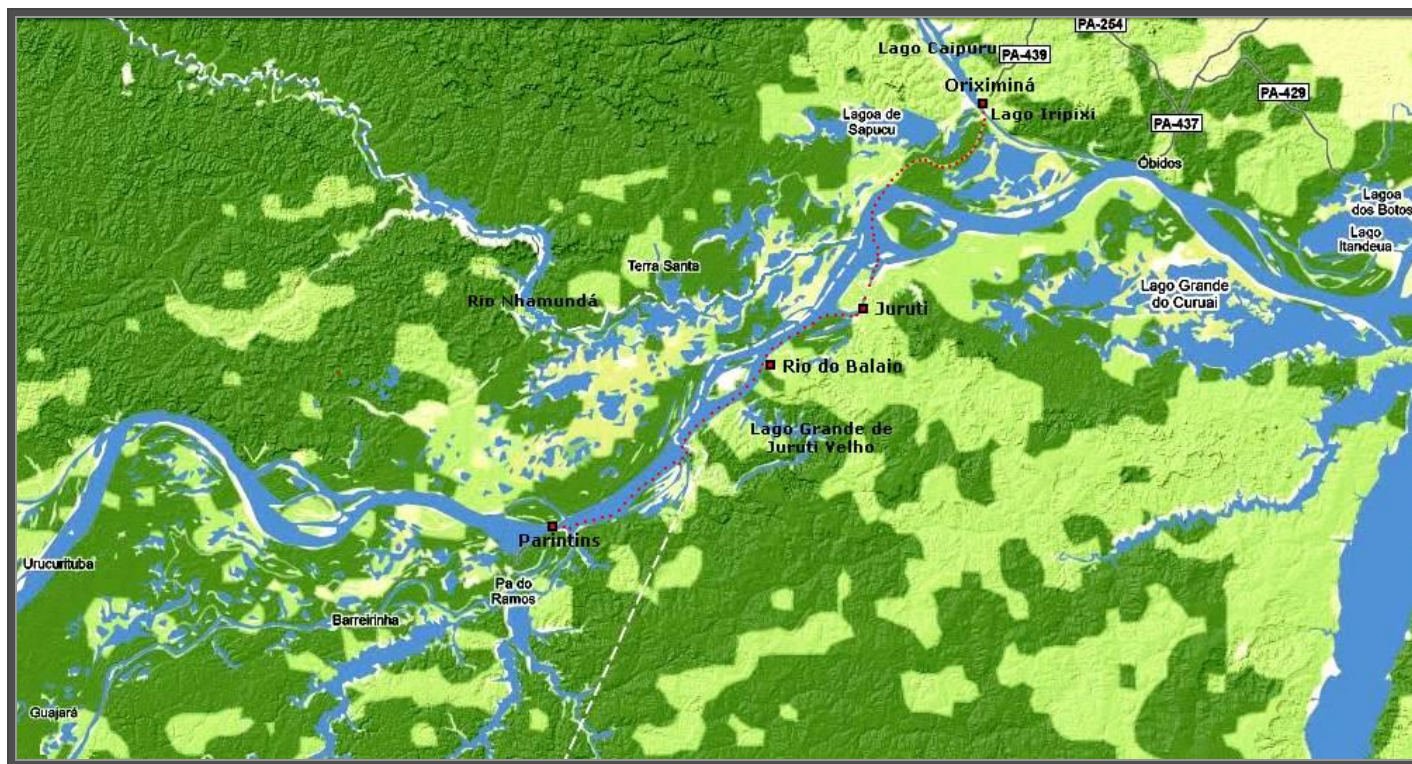 PA-254
Lago Caipuru
PA-439
Oriximiná
PA-429
Lagoa de
Sapucu
Lago Iripixi
PA-437
Óbidos
Lagoa
dos Botos
Lago
Itandeua
Terra Santa
Lago Grande
do Curuai
Rio Nhamundá
Juruti
Rio do Balaio
Lago Grande de
Juruti Velho
Parintins
Urucurituba
Pa do
Ramos
Barreirinha
Guajará